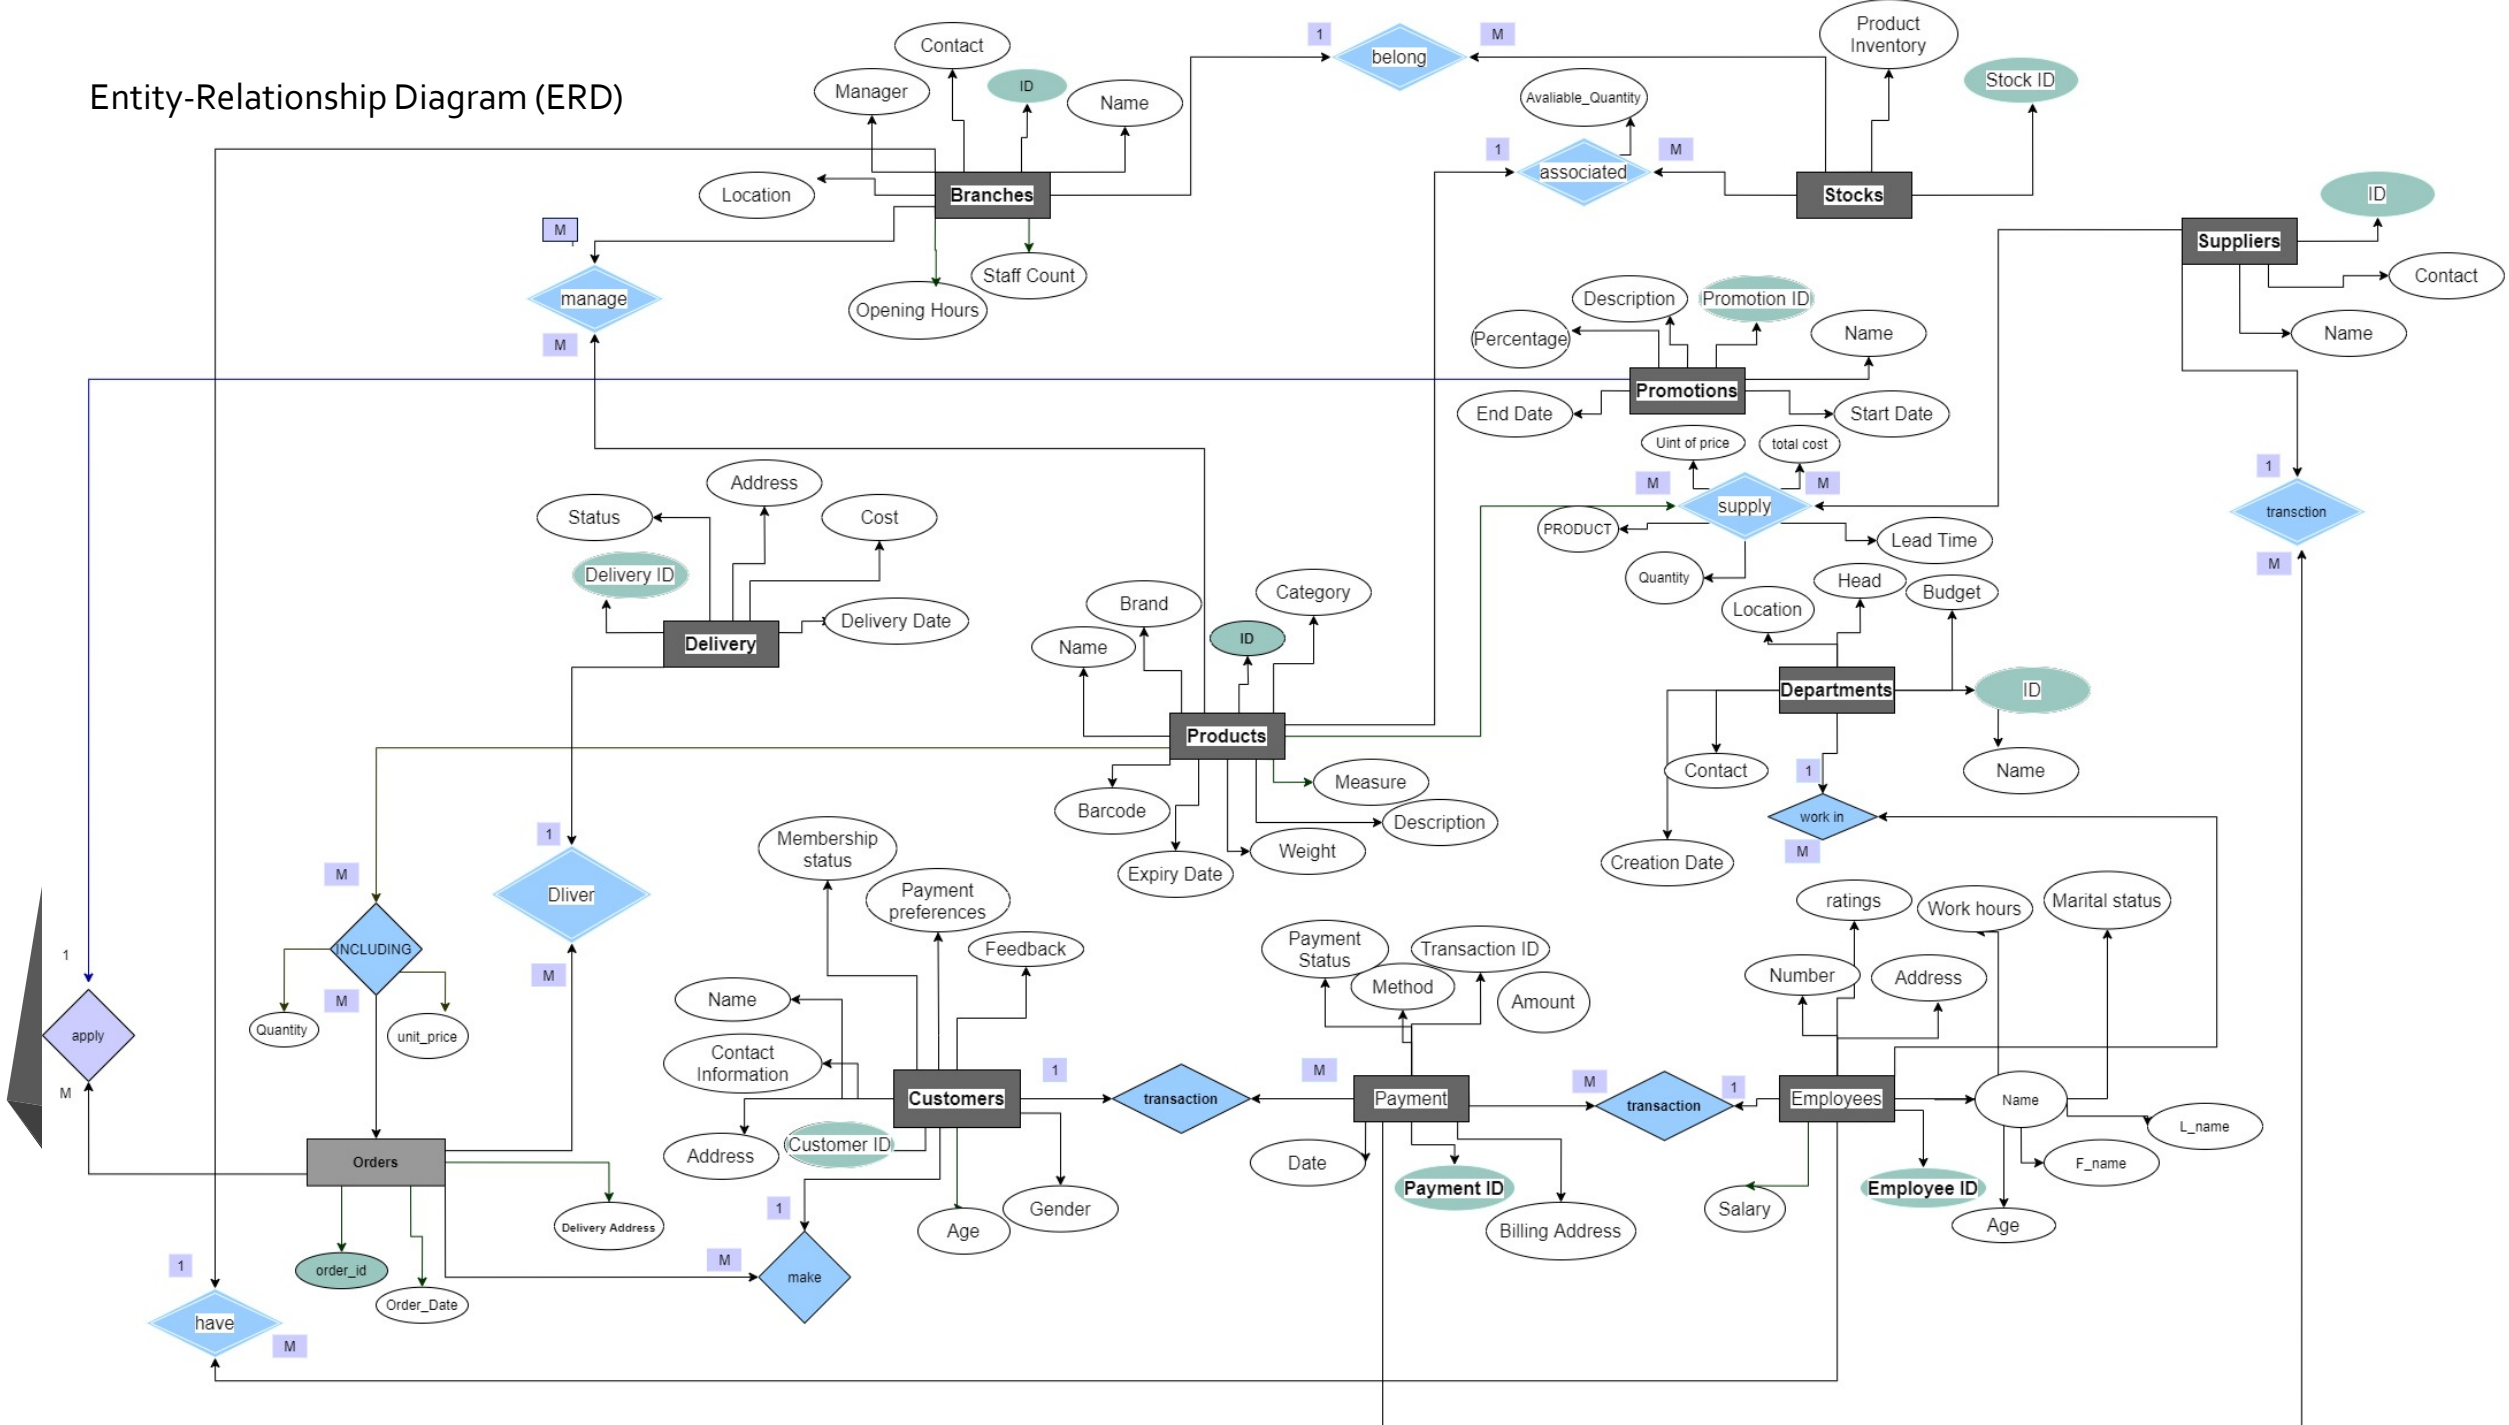 Entity-Relationship Diagram (ERD)
Contact
Manager
ID
Name
Location
Branches
Opening Hours
Staff Count
1
belong
M
Product
Inventory
Stock ID
Avaliable_Quantity
1
associated
M
Stocks
ID
Suppliers
Contact
Name
M
manage
M
Description
Promotion ID
Percentage
Name
Promotions
End Date
Start Date
Uint of price
total cost
M
supply
M
PRODUCT
Lead Time
Quantity
1
transction
M
Address
Status
Cost
Delivery ID
Delivery Date
Delivery
Brand
Category
Name
ID
Products
Measure
Barcode
Description
Weight
Expiry Date
Location
Head
Budget
Departments
ID
Contact
Name
Creation Date
1
work in
M
1
Dliver
M
M
INCLUDING
M
Quantity
unit_price
1
apply
M
Membership
status
Payment
preferences
Feedback
Name
Contact
Information
Customers
Address
Customer ID
Age
Gender
1
transaction
M
Payment
Status
Transaction ID
Method
Amount
Payment
Date
Payment ID
Billing Address
M
transaction
1
ratings
Work hours
Marital status
Number
Address
Employees
Name
L_name
F_name
Salary
Employee ID
Age
Orders
Delivery Address
order_id
Order_Date
1
M
make
1
have
M